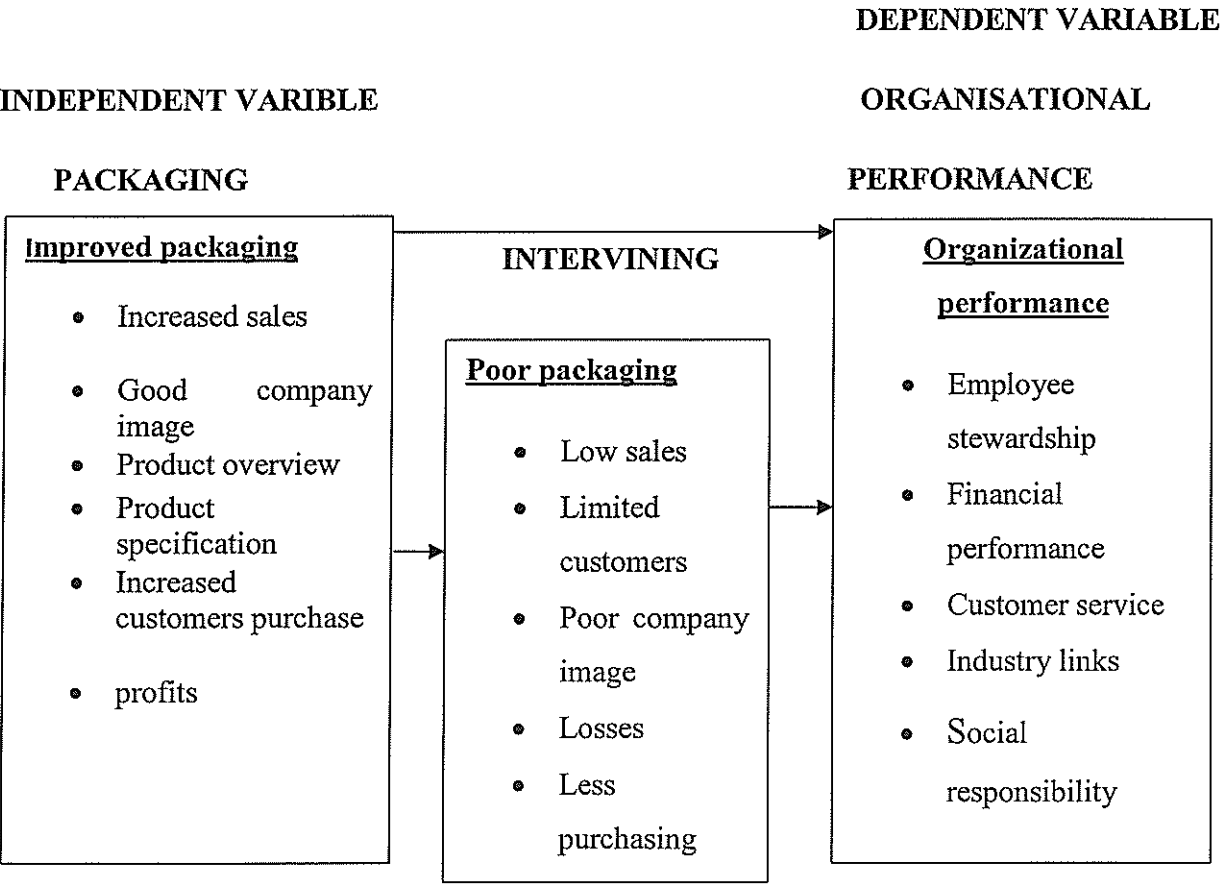 DEPENDENT VARIABLE
INDEPENDENT VARIBLE
ORGANISATIONAL
PACKAGING
PERFORMANCE
Improved packaging
• Increased sales
• Good company
image
• Product overview
• Product
specification
• Increased
customers purchase
• profits
INTERVINING
Poor packaging
• Low sales
• Limited
customers
• Poor company
image
• Losses
• Less
purchasing
Organizational
performance
• Employee
stewardship
• Financial
performance
• Customer service
• Industry links
• Social
responsibility